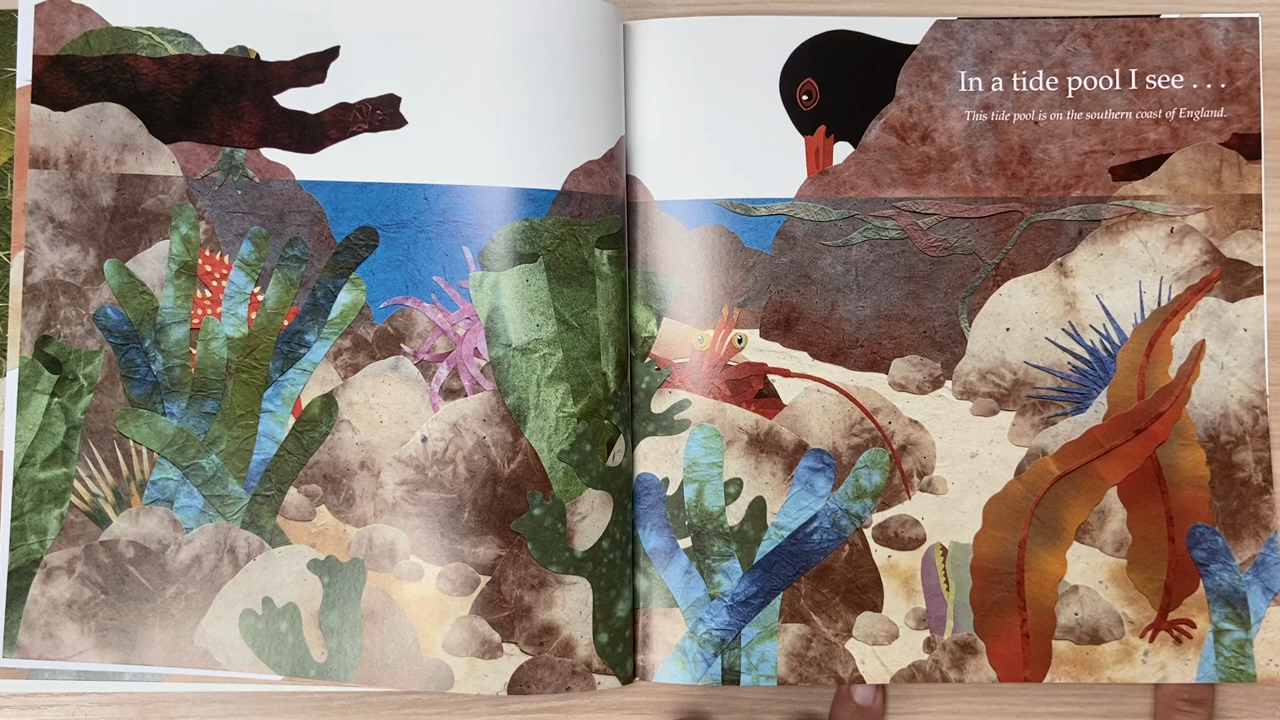 In a tide pool I see . . .
This tide pool is on the southern coast of England.